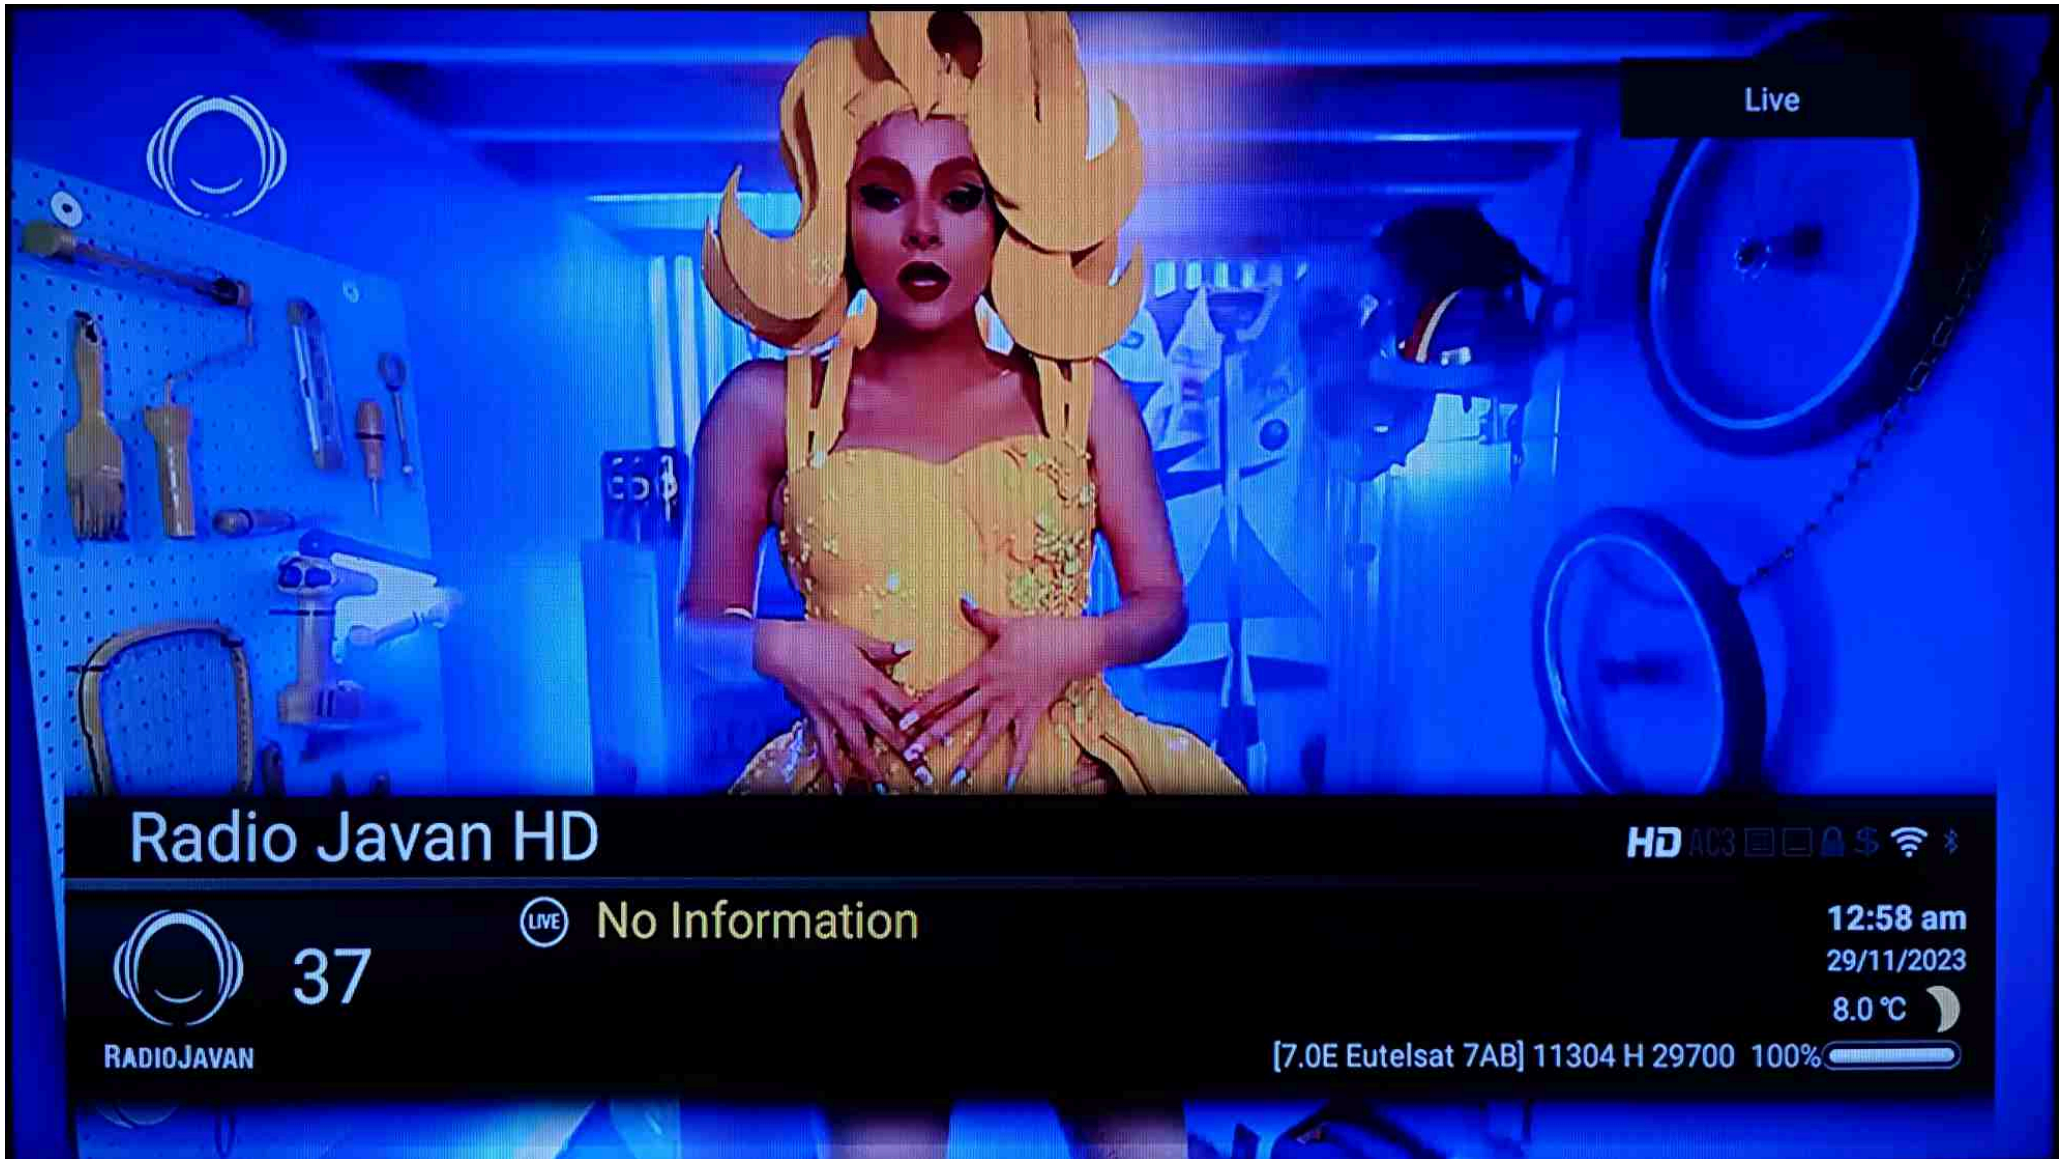 Live
Radio Javan HD
HD AC3 $
37
LIVE No Information
12:58 am
29/11/2023
8.0 °C
RADIOJAVAN
[7.0E Eutelsat 7AB] 11304 H 29700 100%